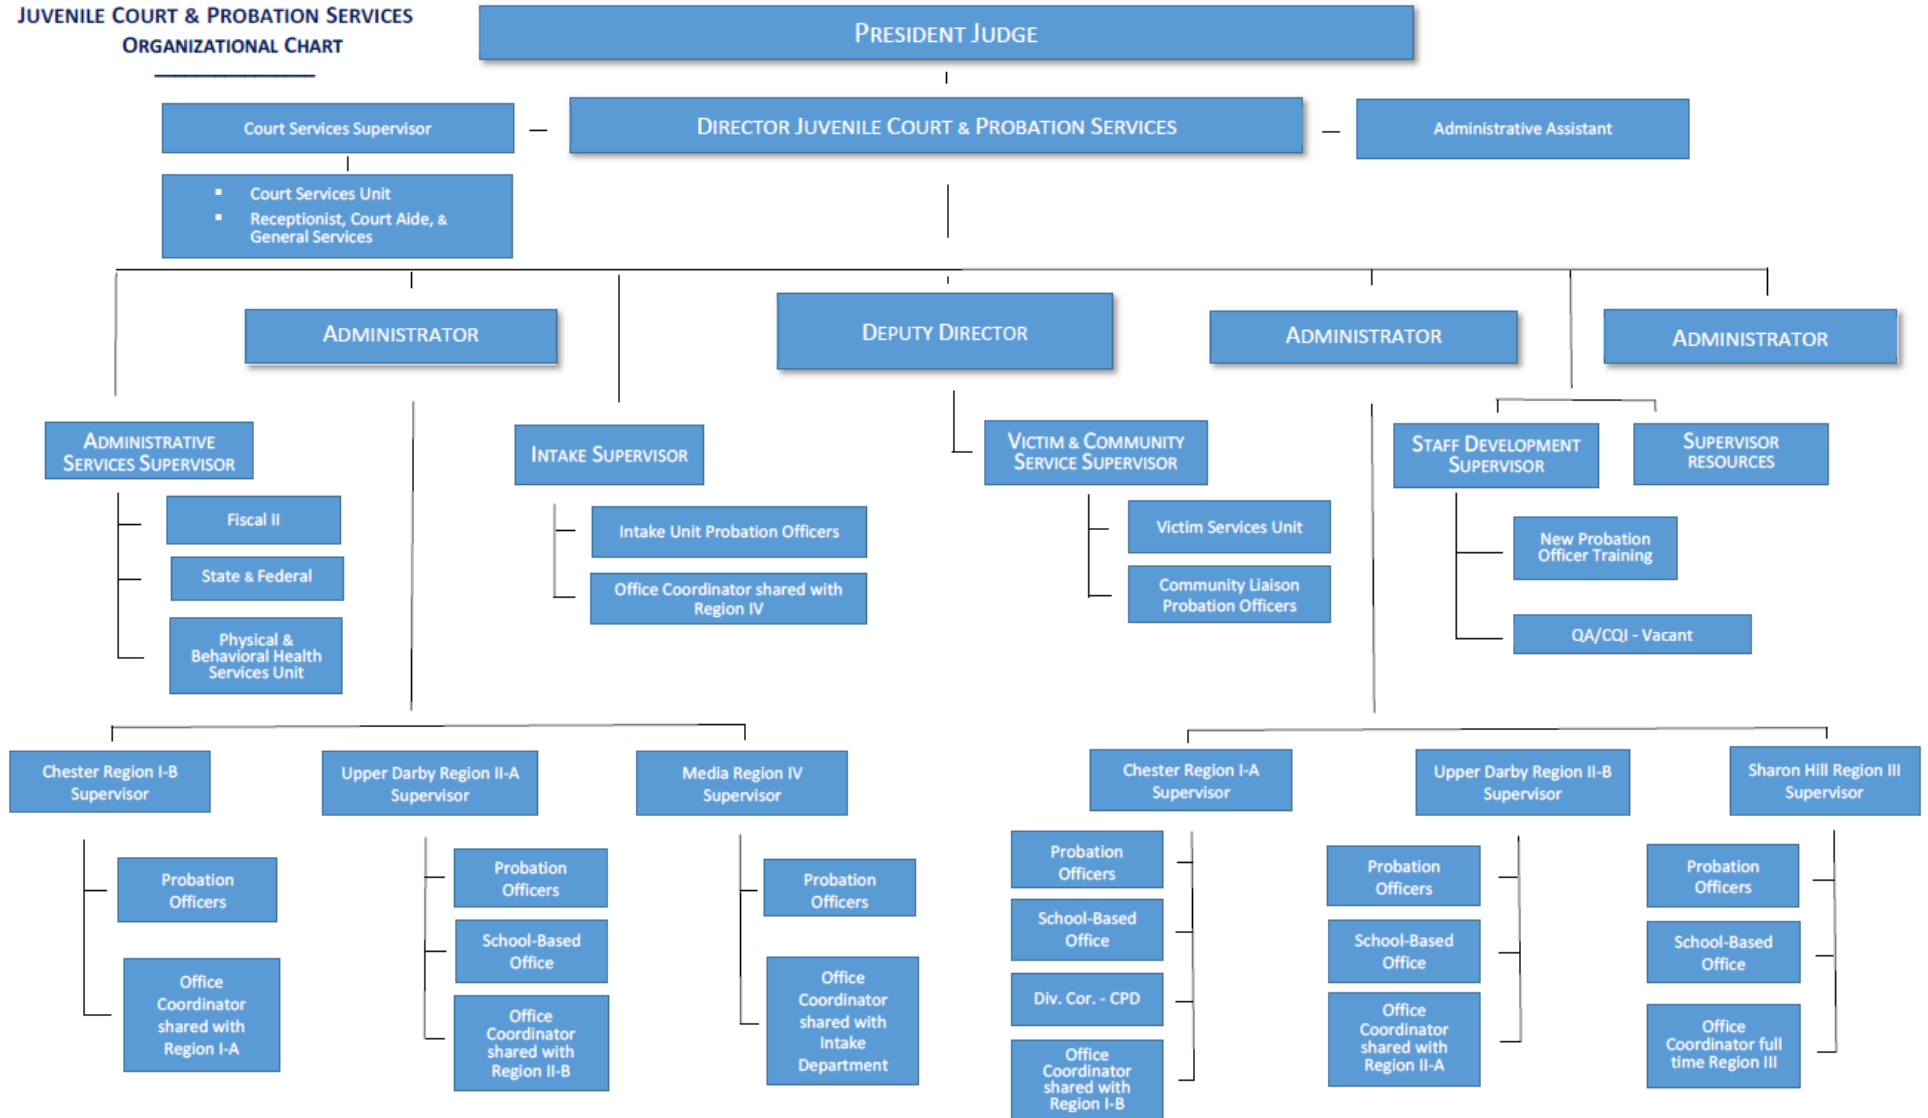 JUVENILE COURT & PROBATION SERVICES
ORGANIZATIONAL CHART
PRESIDENT JUDGE
Court Services Supervisor
DIRECTOR JUVENILE COURT & PROBATION SERVICES
Administrative Assistant
▪ Court Services Unit
▪ Receptionist, Court Aide, &
General Services
ADMINISTRATOR
DEPUTY DIRECTOR
ADMINISTRATOR
ADMINISTRATOR
ADMINISTRATIVE
SERVICES SUPERVISOR
INTAKE SUPERVISOR
VICTIM & COMMUNITY
SERVICE SUPERVISOR
STAFF DEVELOPMENT
SUPERVISOR
SUPERVISOR
RESOURCES
Fiscal II
State & Federal
Physical &
Behavioral Health
Services Unit
Intake Unit Probation Officers
Office Coordinator shared with
Region IV
Victim Services Unit
Community Liaison
Probation Officers
New Probation
Officer Training
QA/CQI - Vacant
Chester Region I-B
Supervisor
Upper Darby Region II-A
Supervisor
Media Region IV
Supervisor
Chester Region I-A
Supervisor
Upper Darby Region II-B
Supervisor
Sharon Hill Region III
Supervisor
Probation
Officers
Office
Coordinator
shared with
Region I-A
Probation
Officers
School-Based
Office
Office
Coordinator
shared with
Region II-B
Probation
Officers
Office
Coordinator
shared with
Intake
Department
Probation
Officers
School-Based
Office
Div. Cor. - CPD
Office
Coordinator
shared with
Region I-B
Probation
Officers
School-Based
Office
Office
Coordinator
shared with
Region II-A
Probation
Officers
School-Based
Office
Office
Coordinator full
time Region III